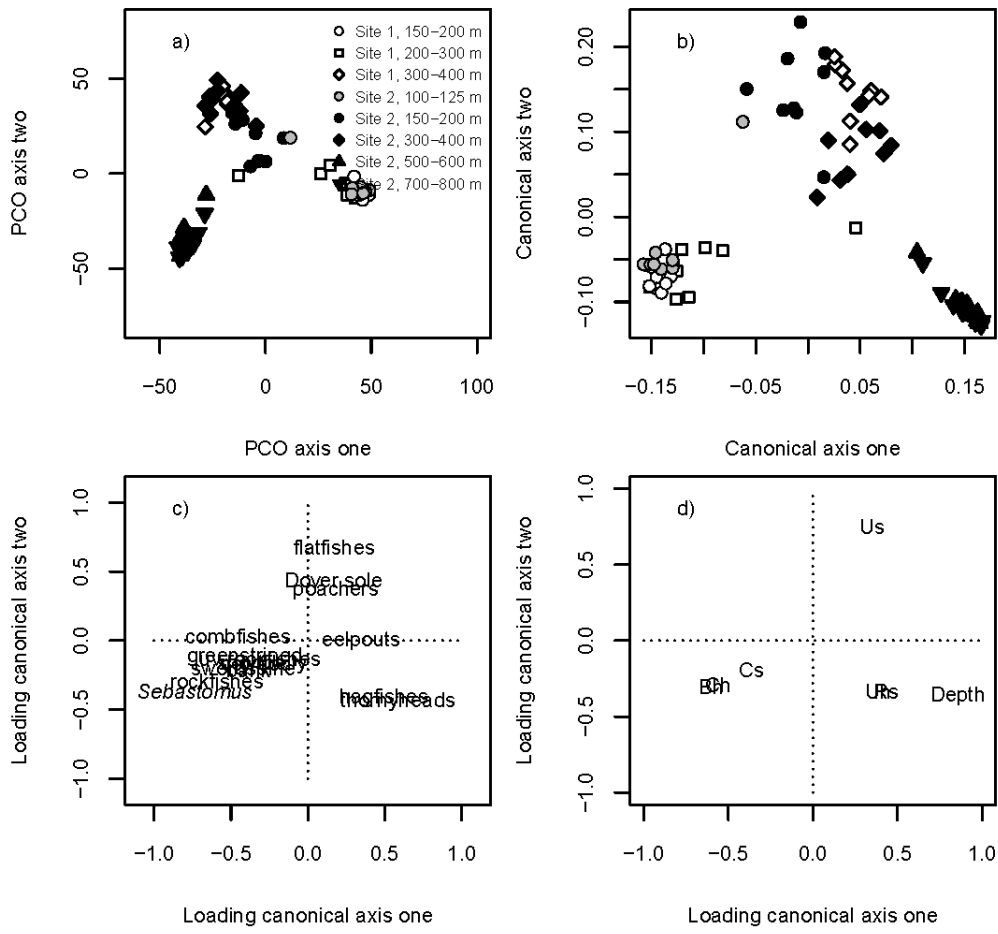 a)
Site 1, 150−200 m
Site 1, 200−300 m
Site 1, 300−400 m
Site 2, 100−125 m
Site 2, 150−200 m
Site 2, 300−400 m
Site 2, 500−600 m
Site 2, 700−800 m
PCO axis two
50
0
−50
−50 0 50 100
PCO axis one
b)
Canonical axis two
0.20
0.10
0.00
−0.10
−0.15 −0.05 0.05 0.15
Canonical axis one
c)
Loading canonical axis two
1.0
0.5
0.0
−0.5
−1.0
flatfishes
Dover sole
poachers
combfishes
eelpouts
greenstriped
rockfishes
Sebastomus
hagfishes
thornyheads
−1.0 −0.5 0.0 0.5 1.0
Loading canonical axis one
d)
Loading canonical axis two
1.0
0.5
0.0
−0.5
−1.0
Us
Cs
Depth
−1.0 −0.5 0.0 0.5 1.0
Loading canonical axis one